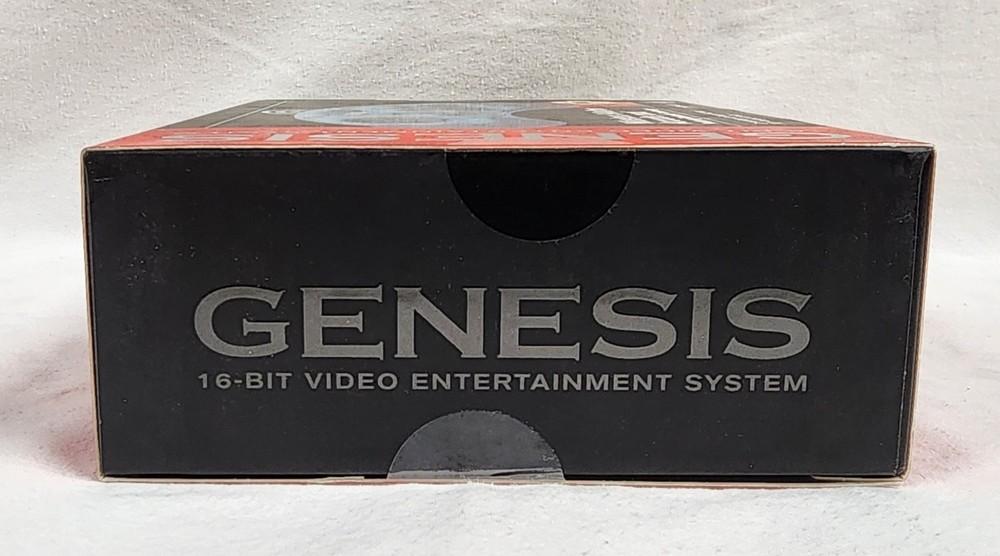 GENESIS
16-BIT VIDEO ENTERTAINMENT SYSTEM